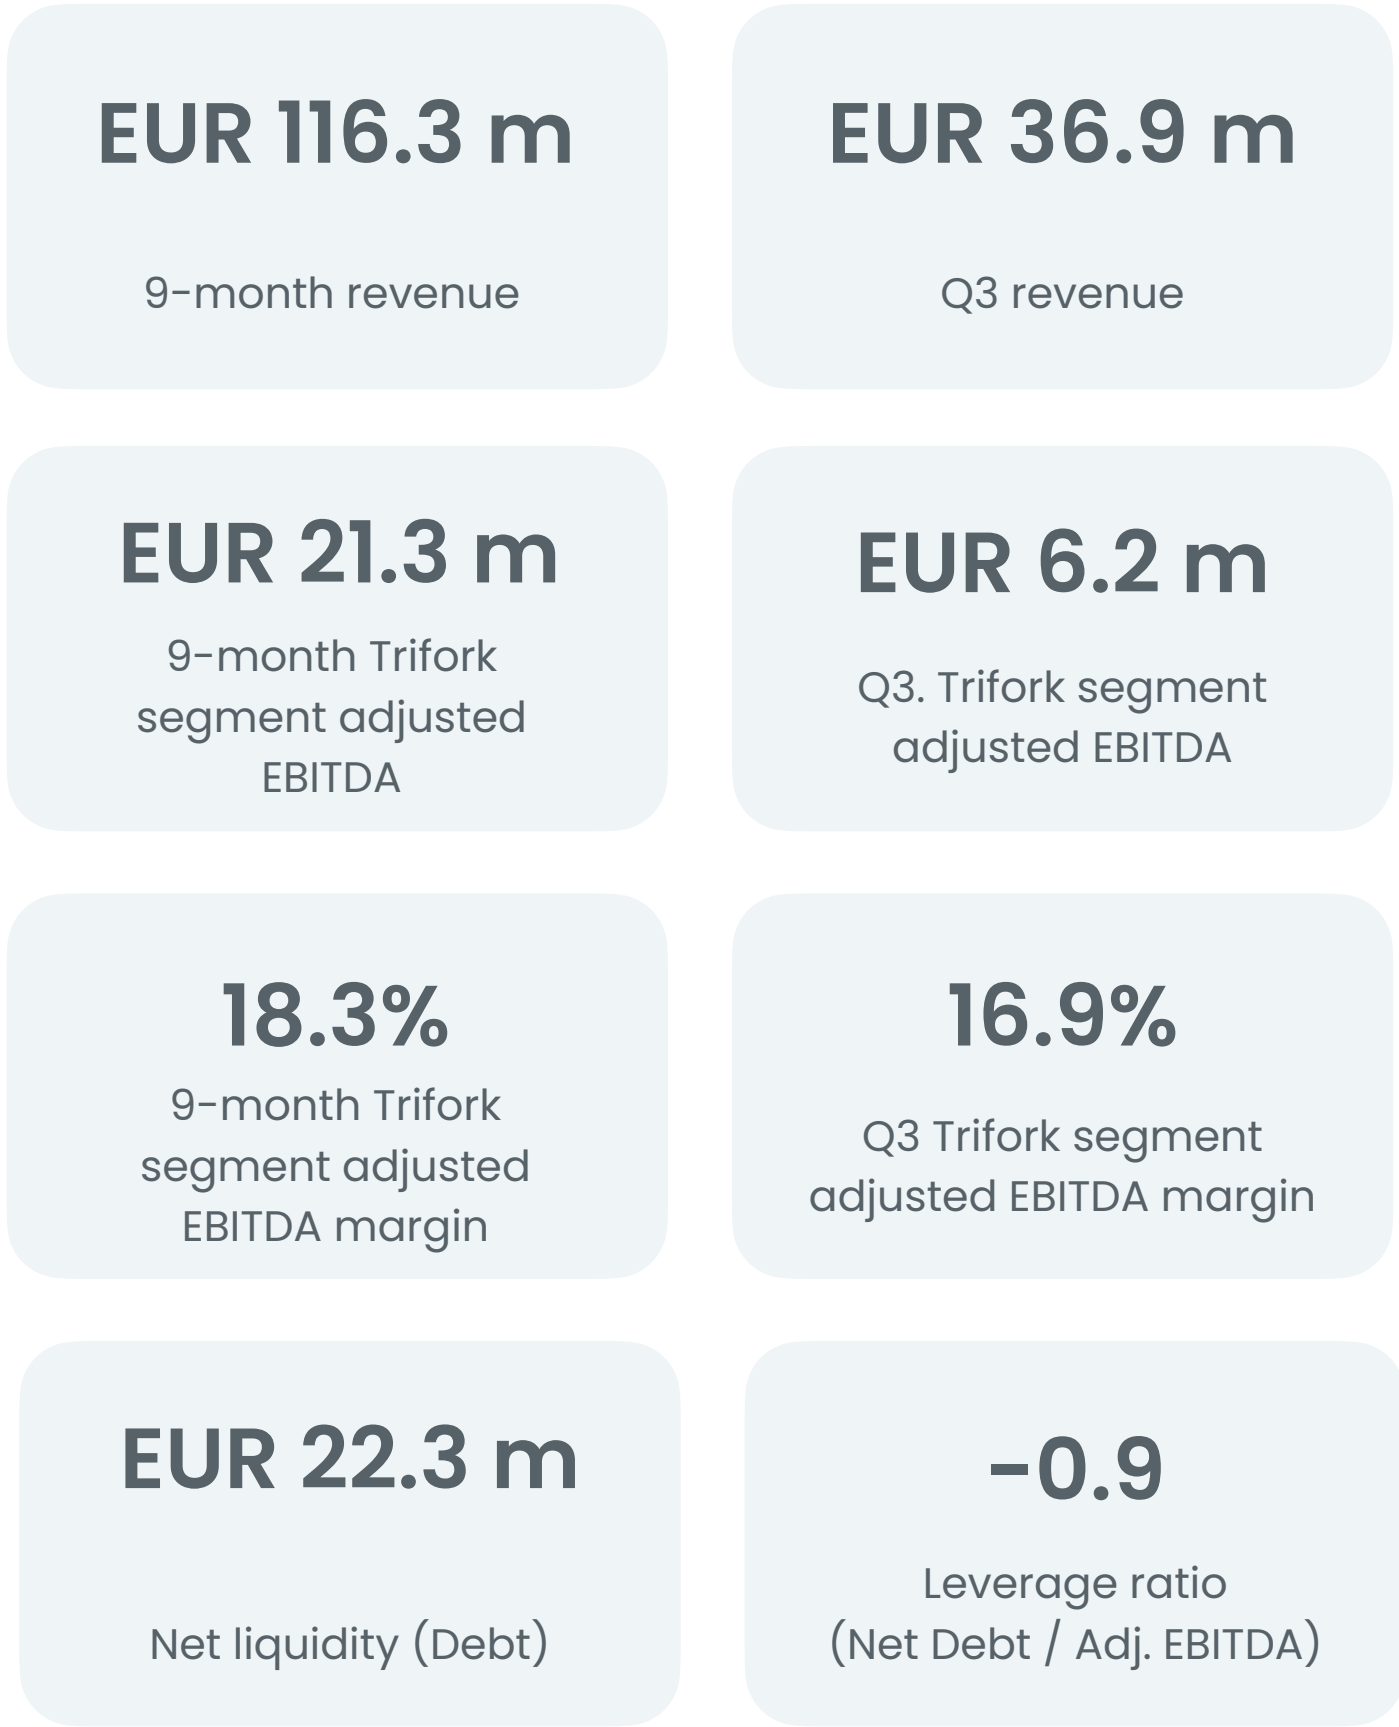 EUR 116.3 m
9-month revenue
EUR 36.9 m
Q3 revenue
EUR 21.3 m
9-month Trifork
segment adjusted
EBITDA
EUR 6.2 m
Q3. Trifork segment
adjusted EBITDA
18.3%
9-month Trifork
segment adjusted
EBITDA margin
16.9%
Q3 Trifork segment
adjusted EBITDA margin
EUR 22.3 m
Net liquidity (Debt)
-0.9
Leverage ratio
(Net Debt / Adj. EBITDA)